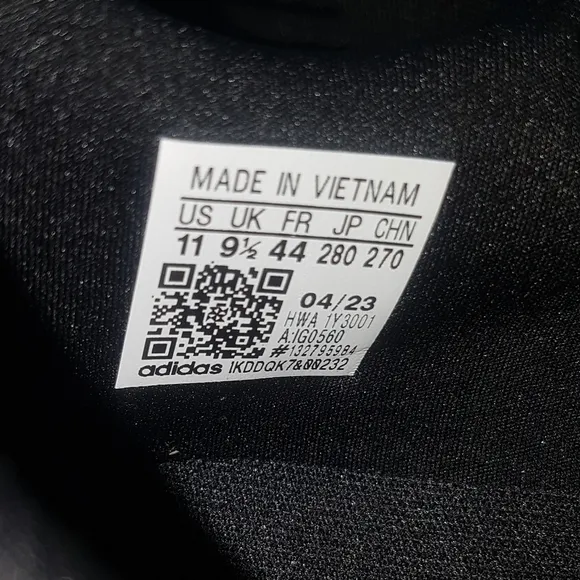 MADE IN VIETNAM
US UK FR JP CHN
11 9½ 44 280 270
04/23
HWA 1Y3001
A:IG0560
#132795984
adidas IKDDQK7&00232